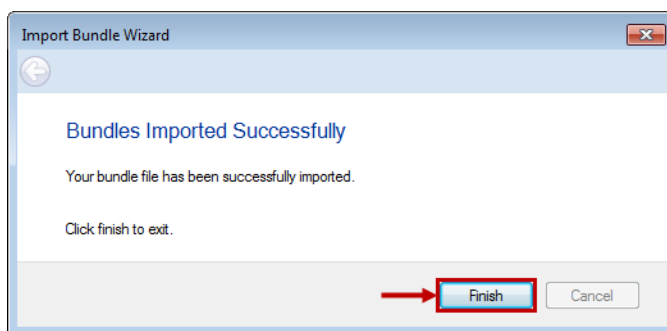 Import Bundle Wizard
Bundles Imported Successfully
Your bundle file has been successfully imported.
Click finish to exit.
Finish
Cancel